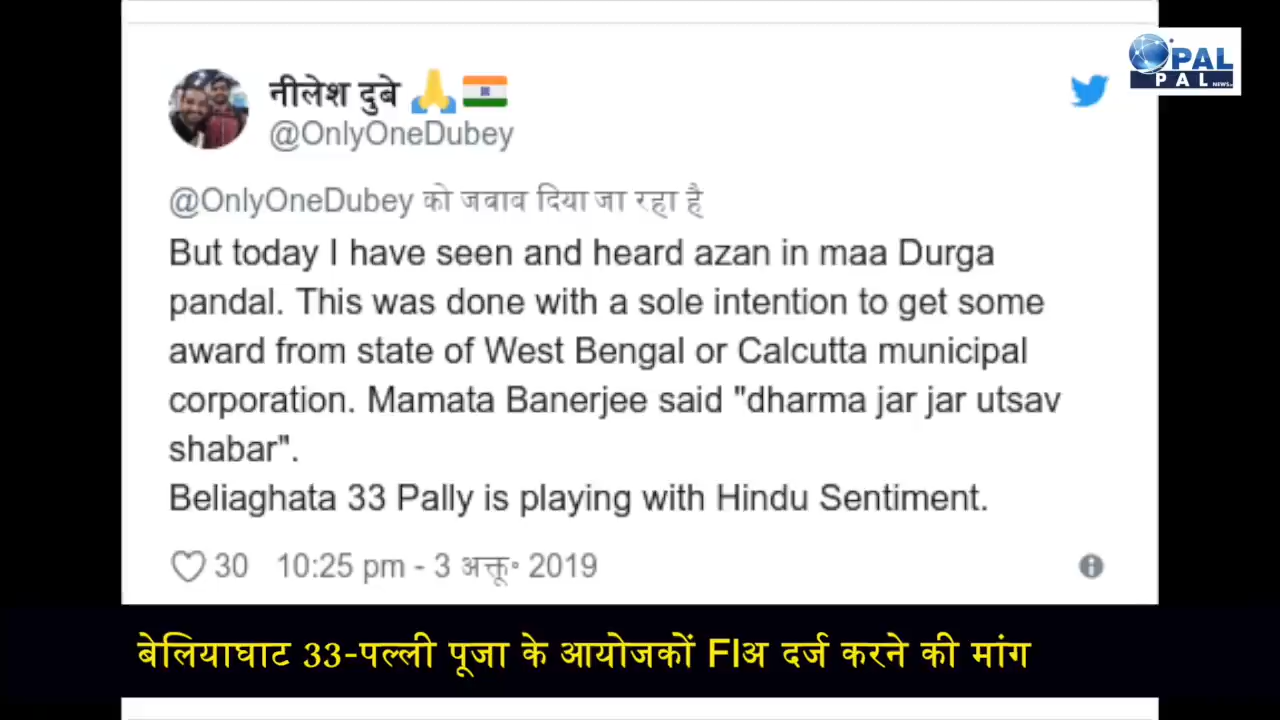 PAL
PAL NEWS
नीलेश दुबे
@OnlyOneDubey
@OnlyOneDubey को जवाब दिया जा रहा है
But today I have seen and heard azan in maa Durga
pandal. This was done with a sole intention to get some
award from state of West Bengal or Calcutta municipal
corporation. Mamata Banerjee said "dharma jar jar utsav
shabar".
Beliaghata 33 Pally is playing with Hindu Sentiment.
30 10:25 pm - 3 अक्तू॰ 2019
बेलियाघाट 33-पल्ली पूजा के आयोजकों FIअ दर्ज करने की मांग